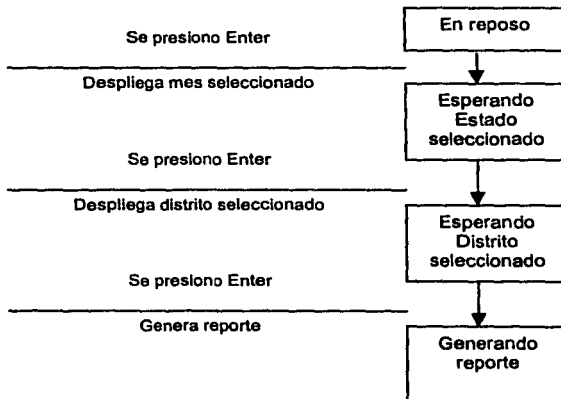 En reposo
Se presiono Enter
Despliega mes seleccionado
Esperando
Estado
seleccionado
Se presiono Enter
Despliega distrito seleccionado
Esperando
Distrito
seleccionado
Se presiono Enter
Genera reporte
Generando
reporte